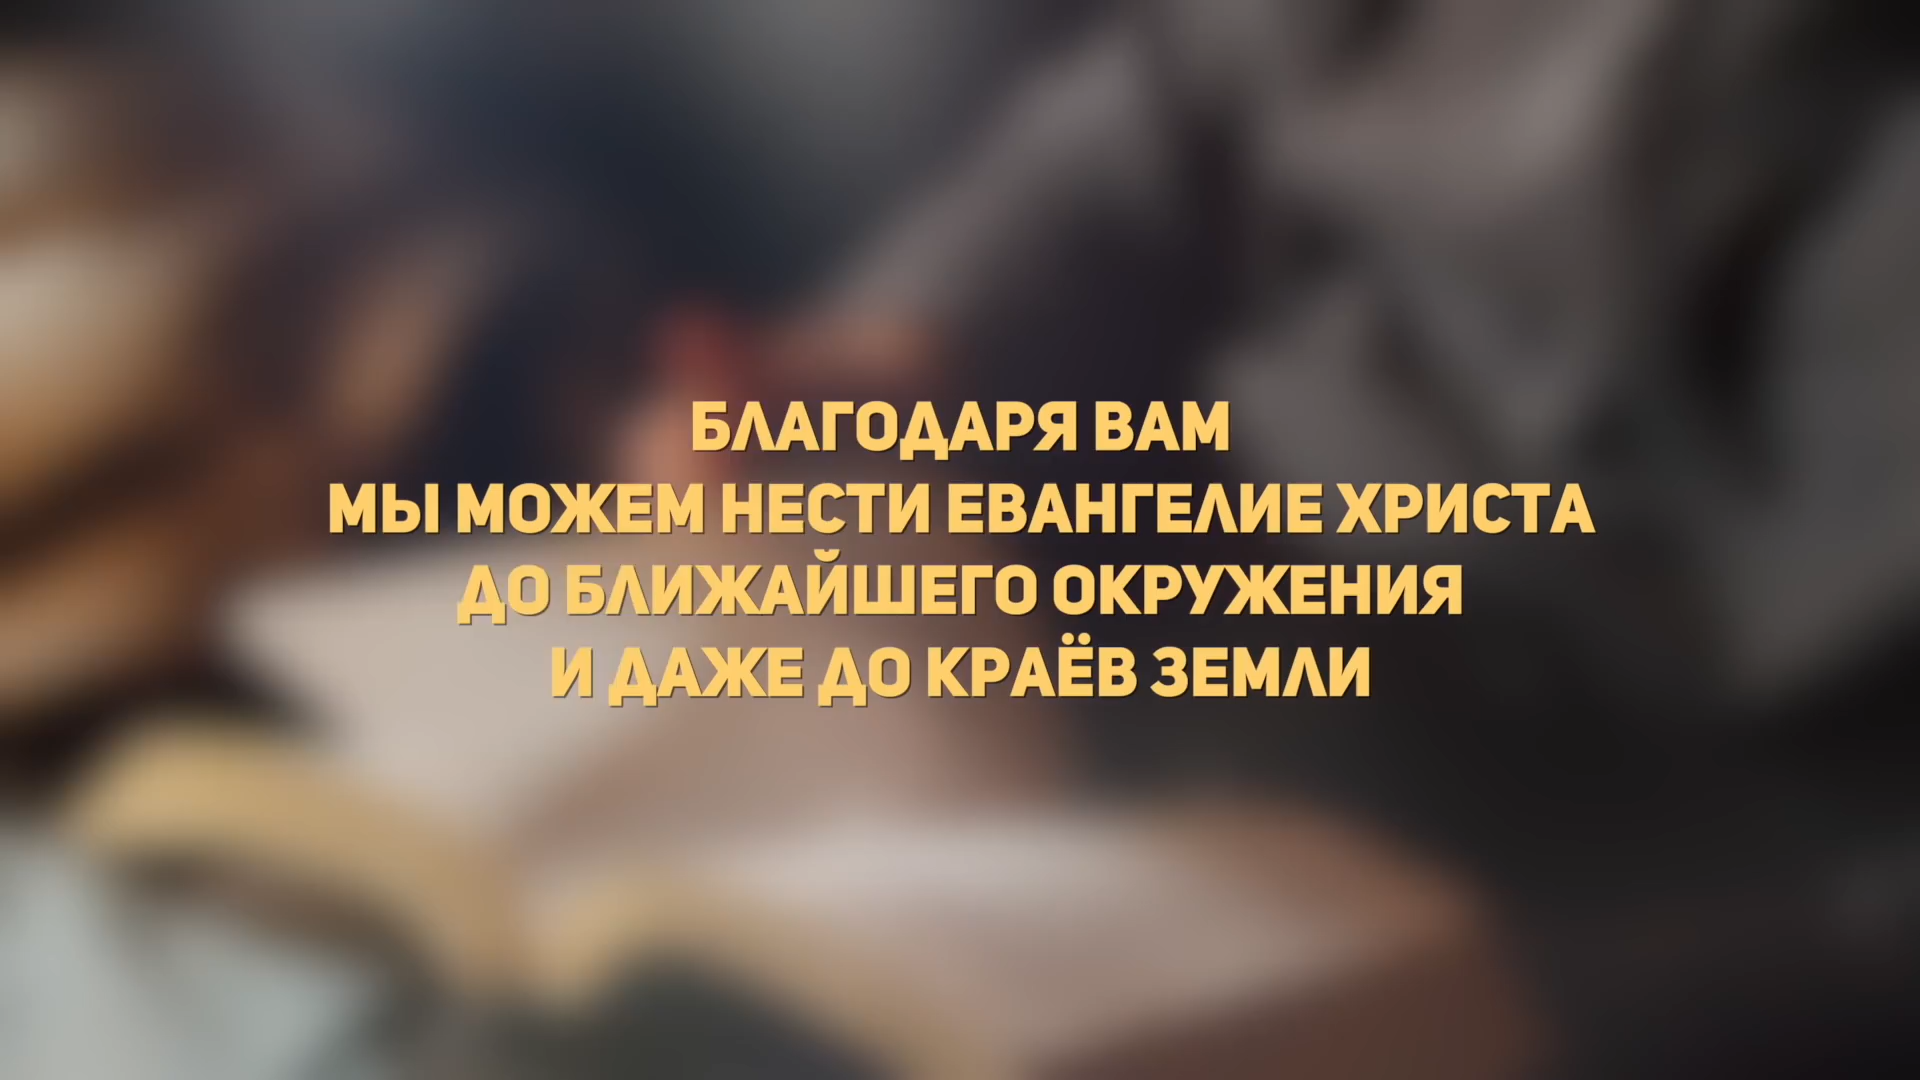 БЛАГОДАРЯ ВАМ
МЫ МОЖЕМ НЕСТИ ЕВАНГЕЛИЕ ХРИСТА
ДО БЛИЖАЙШЕГО ОКРУЖЕНИЯ
И ДАЖЕ ДО КРАЁВ ЗЕМЛИ